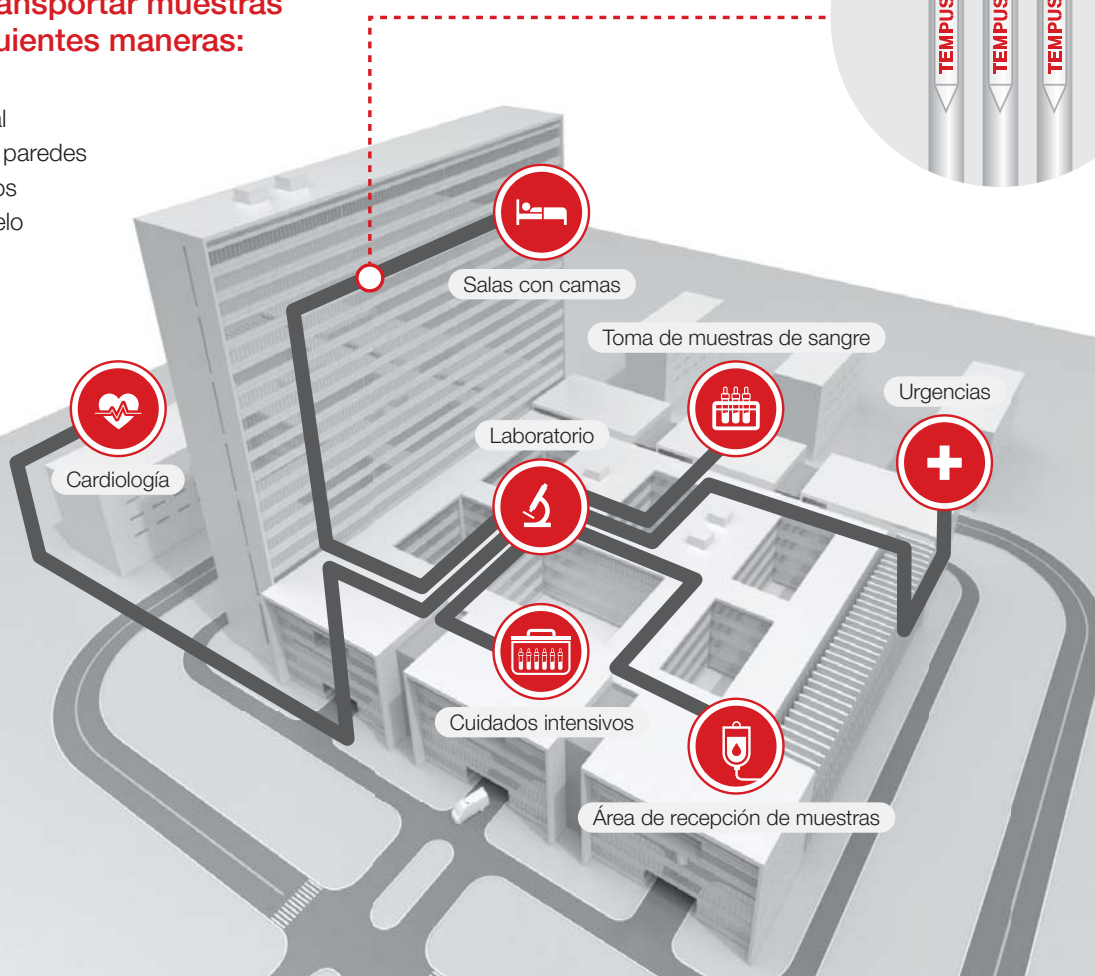 ansportar muestras
uientes maneras:
al
paredes
os
elo
TEMPUS
TEMPUS
TEMPUS
Salas con camas
Toma de muestras de sangre
Urgencias
Laboratorio
Cardiología
Cuidados intensivos
Área de recepción de muestras